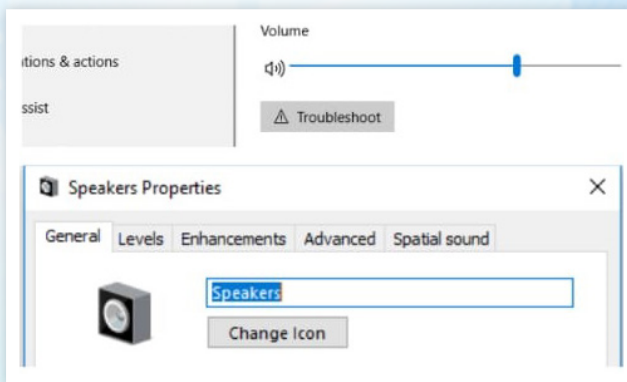 Volume
tions & actions
ssist
Troubleshoot
Speakers Properties
General Levels Enhancements Advanced Spatial sound
Speakers
Change Icon